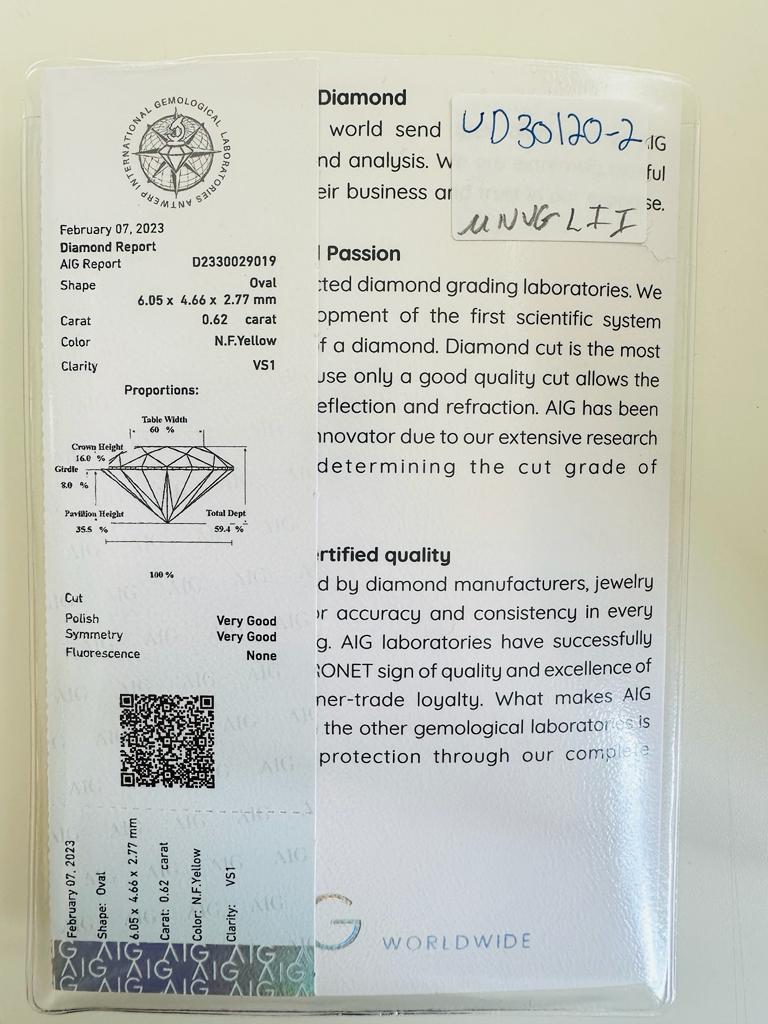 ANTWERP INTERNATIONAL GEMOLOGICAL LABORATORIES
February 07, 2023
Diamond Report
AIG Report D2330029019
Shape Oval
6.05 x 4.66 x 2.77 mm
Carat 0.62 carat
Color N.F.Yellow
Clarity VS1
Proportions:
Table Width
60 %
Crown Height
16.0 %
Girdle
8.0 %
Pavillion Height
35.5 %
Total Dept
59.4 %
100 %
Cut
Polish Very Good
Symmetry Very Good
Fluorescence None
February 07, 2023
Shape: Oval
6.05 x 4.66 x 2.77 mm
Carat: 0.62 carat
Color: N.F.Yellow
Clarity: VS1
G AIG AIG AIG A
AIG AIG AIG AIG
G AIG AIG AIG
Diamond
world send
nd analysis. W
eir business an
IG
ful
se.
UD30120-2
Passion
cted diamond grading laboratories. We
opment of the first scientific system
f a diamond. Diamond cut is the most
use only a good quality cut allows the
eflection and refraction. AIG has been
nnovator due to our extensive research
determining the cut grade of
ertified quality
d by diamond manufacturers, jewelry
or accuracy and consistency in every
g. AIG laboratories have successfully
RONET sign of quality and excellence of
ner-trade loyalty. What makes AIG
the other gemological laboratories is
protection through our complete
G WORLDWIDE